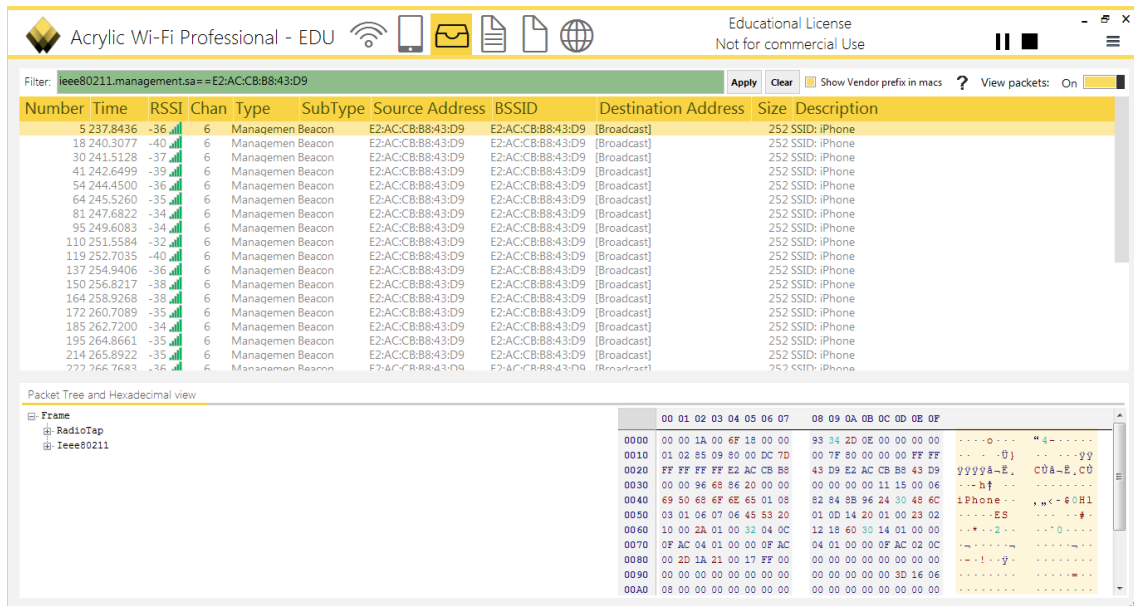 Acrylic Wi-Fi Professional - EDU
Educational License
Not for commercial Use
Filter: ieee80211.management.sa==E2:AC:CB:B8:43:D9 Apply Clear Show Vendor prefix in macs ? View packets: On
Number Time RSSI Chan Type SubType Source Address BSSID Destination Address Size Description
5 237.8436 -36 6 Managemen Beacon E2:AC:CB:B8:43:D9 E2:AC:CB:B8:43:D9 [Broadcast] 252 SSID: iPhone
18 240.3077 -40 6 Managemen Beacon E2:AC:CB:B8:43:D9 E2:AC:CB:B8:43:D9 [Broadcast] 252 SSID: iPhone
30 241.5128 -37 6 Managemen Beacon E2:AC:CB:B8:43:D9 E2:AC:CB:B8:43:D9 [Broadcast] 252 SSID: iPhone
41 242.6499 -39 6 Managemen Beacon E2:AC:CB:B8:43:D9 E2:AC:CB:B8:43:D9 [Broadcast] 252 SSID: iPhone
54 244.4500 -36 6 Managemen Beacon E2:AC:CB:B8:43:D9 E2:AC:CB:B8:43:D9 [Broadcast] 252 SSID: iPhone
64 245.5260 -35 6 Managemen Beacon E2:AC:CB:B8:43:D9 E2:AC:CB:B8:43:D9 [Broadcast] 252 SSID: iPhone
81 247.6822 -34 6 Managemen Beacon E2:AC:CB:B8:43:D9 E2:AC:CB:B8:43:D9 [Broadcast] 252 SSID: iPhone
95 249.6083 -34 6 Managemen Beacon E2:AC:CB:B8:43:D9 E2:AC:CB:B8:43:D9 [Broadcast] 252 SSID: iPhone
110 251.5584 -32 6 Managemen Beacon E2:AC:CB:B8:43:D9 E2:AC:CB:B8:43:D9 [Broadcast] 252 SSID: iPhone
119 252.7035 -40 6 Managemen Beacon E2:AC:CB:B8:43:D9 E2:AC:CB:B8:43:D9 [Broadcast] 252 SSID: iPhone
137 254.9406 -36 6 Managemen Beacon E2:AC:CB:B8:43:D9 E2:AC:CB:B8:43:D9 [Broadcast] 252 SSID: iPhone
150 256.8217 -38 6 Managemen Beacon E2:AC:CB:B8:43:D9 E2:AC:CB:B8:43:D9 [Broadcast] 252 SSID: iPhone
164 258.9268 -38 6 Managemen Beacon E2:AC:CB:B8:43:D9 E2:AC:CB:B8:43:D9 [Broadcast] 252 SSID: iPhone
172 260.7089 -35 6 Managemen Beacon E2:AC:CB:B8:43:D9 E2:AC:CB:B8:43:D9 [Broadcast] 252 SSID: iPhone
185 262.7200 -34 6 Managemen Beacon E2:AC:CB:B8:43:D9 E2:AC:CB:B8:43:D9 [Broadcast] 252 SSID: iPhone
195 264.8661 -35 6 Managemen Beacon E2:AC:CB:B8:43:D9 E2:AC:CB:B8:43:D9 [Broadcast] 252 SSID: iPhone
214 265.8922 -35 6 Managemen Beacon E2:AC:CB:B8:43:D9 E2:AC:CB:B8:43:D9 [Broadcast] 252 SSID: iPhone
222 266.7683 -36 6 Managemen Beacon E2:AC:CB:B8:43:D9 E2:AC:CB:B8:43:D9 [Broadcast] 252 SSID: iPhone
Packet Tree and Hexadecimal view
Frame
RadioTap
Ieee80211
00 01 02 03 04 05 06 07 08 09 0A 0B 0C 0D 0E 0F
0000 00 00 1A 00 6F 18 00 00 93 34 2D 0E 00 00 00 00 ····o··· “4-·····
0010 01 02 85 09 80 00 DC 7D 00 7F 80 00 00 00 FF FF ······Ü} ······ÿÿ
0020 FF FF FF FF E2 AC CB B8 43 D9 E2 AC CB B8 43 D9 ÿÿÿÿâ¬Ë¸ CÙâ¬Ë¸CÙ
0030 00 00 96 68 86 20 00 00 00 00 00 00 11 15 00 06 ··-h† ·· ········
0040 69 50 68 6F 6E 65 01 08 82 84 8B 96 24 30 48 6C iPhone·· ‚„‹-$0Hl
0050 03 01 06 07 06 45 53 20 01 0D 14 20 01 00 23 02 ·····ES ··· ··#·
0060 10 00 2A 01 00 32 04 0C 12 18 60 30 14 01 00 00 ··*··2·· ··`0····
0070 0F AC 04 01 00 00 0F AC 04 01 00 00 0F AC 02 0C ·¬·····¬ ·····¬··
0080 00 2D 1A 21 00 17 FF 00 00 00 00 00 00 00 00 00 ·-·!··ÿ· ········
0090 00 00 00 00 00 00 00 00 00 00 00 00 00 3D 16 06 ········ ·····=··
00A0 08 00 00 00 00 00 00 00 00 00 00 00 00 00 00 00 ········ ········